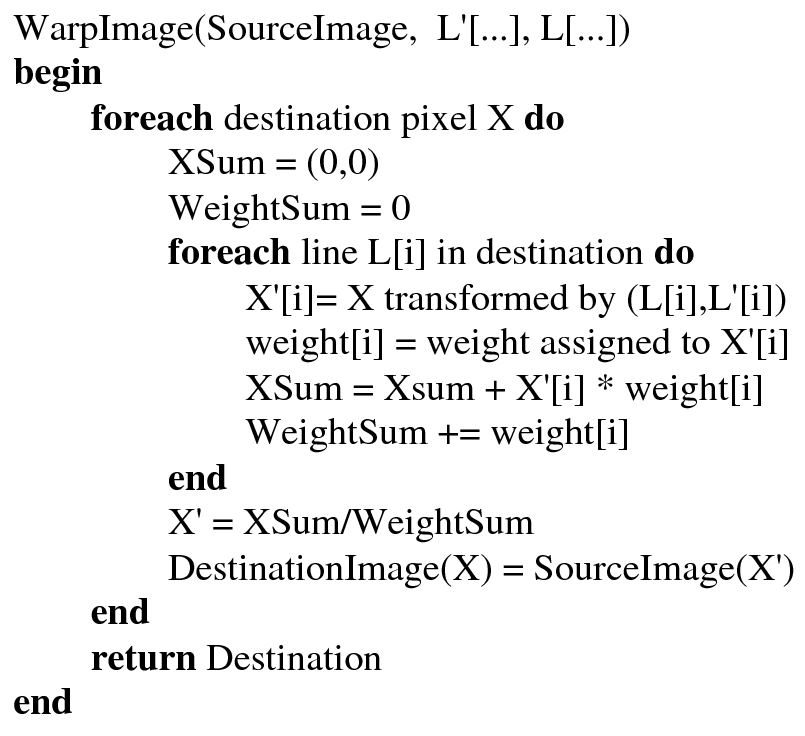 WarpImage(SourceImage, L'[...], L[...])
begin
foreach destination pixel X do
XSum = (0,0)
WeightSum = 0
foreach line L[i] in destination do
X'[i]= X transformed by (L[i],L'[i])
weight[i] = weight assigned to X'[i]
XSum = Xsum + X'[i] * weight[i]
WeightSum += weight[i]
end
X' = XSum/WeightSum
DestinationImage(X) = SourceImage(X')
end
return Destination
end